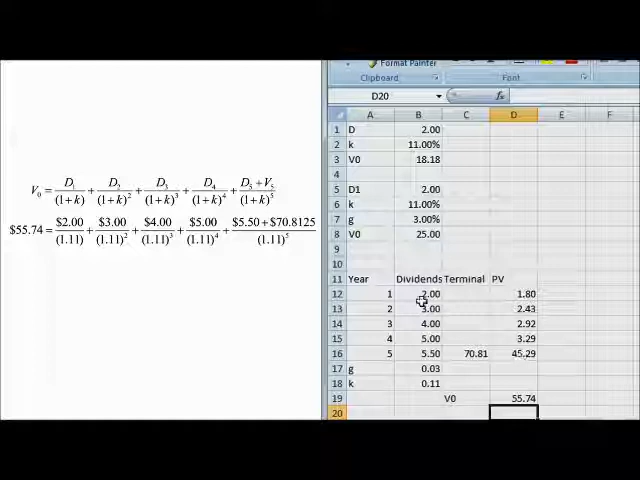 Format Painter
Clipboard Font
D20 fx
A B C D E F
1 D 2.00
2 k 11.00%
3 V0 18.18
4
5 D1 2.00
6 k 11.00%
7 g 3.00%
8 V0 25.00
9
10
11 Year Dividends Terminal PV
12 1 2.00 1.80
13 2 3.00 2.43
14 3 4.00 2.92
15 4 5.00 3.29
16 5 5.50 70.81 45.29
17 g 0.03
18 k 0.11
19 V0 55.74
20
V₀ = D₁/(1+k) + D₂/(1+k)² + D₃/(1+k)³ + D₄/(1+k)⁴ + (D₅ + V₅)/(1+k)⁵
$55.74 = $2.00/(1.11) + $3.00/(1.11)² + $4.00/(1.11)³ + $5.00/(1.11)⁴ + ($5.50 + $70.8125)/(1.11)⁵